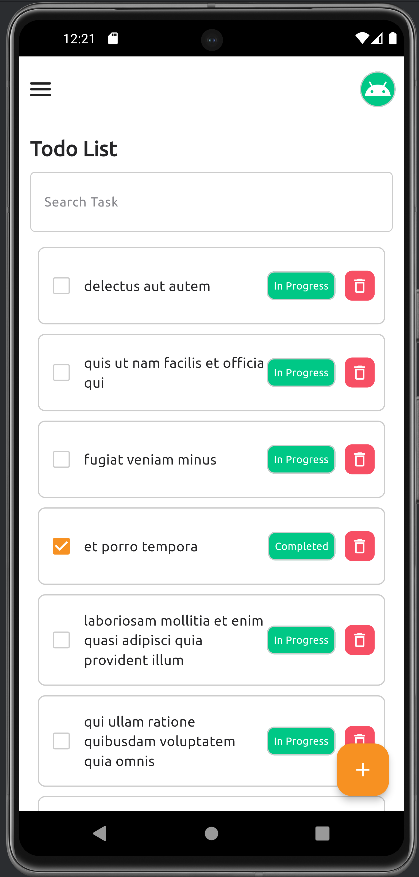 12:21
Todo List
Search Task
delectus aut autem
In Progress
quis ut nam facilis et officia
qui
In Progress
fugiat veniam minus
In Progress
et porro tempora
Completed
laboriosam mollitia et enim
quasi adipisci quia
provident illum
In Progress
qui ullam ratione
quibusdam voluptatem
quia omnis
In Progress
+